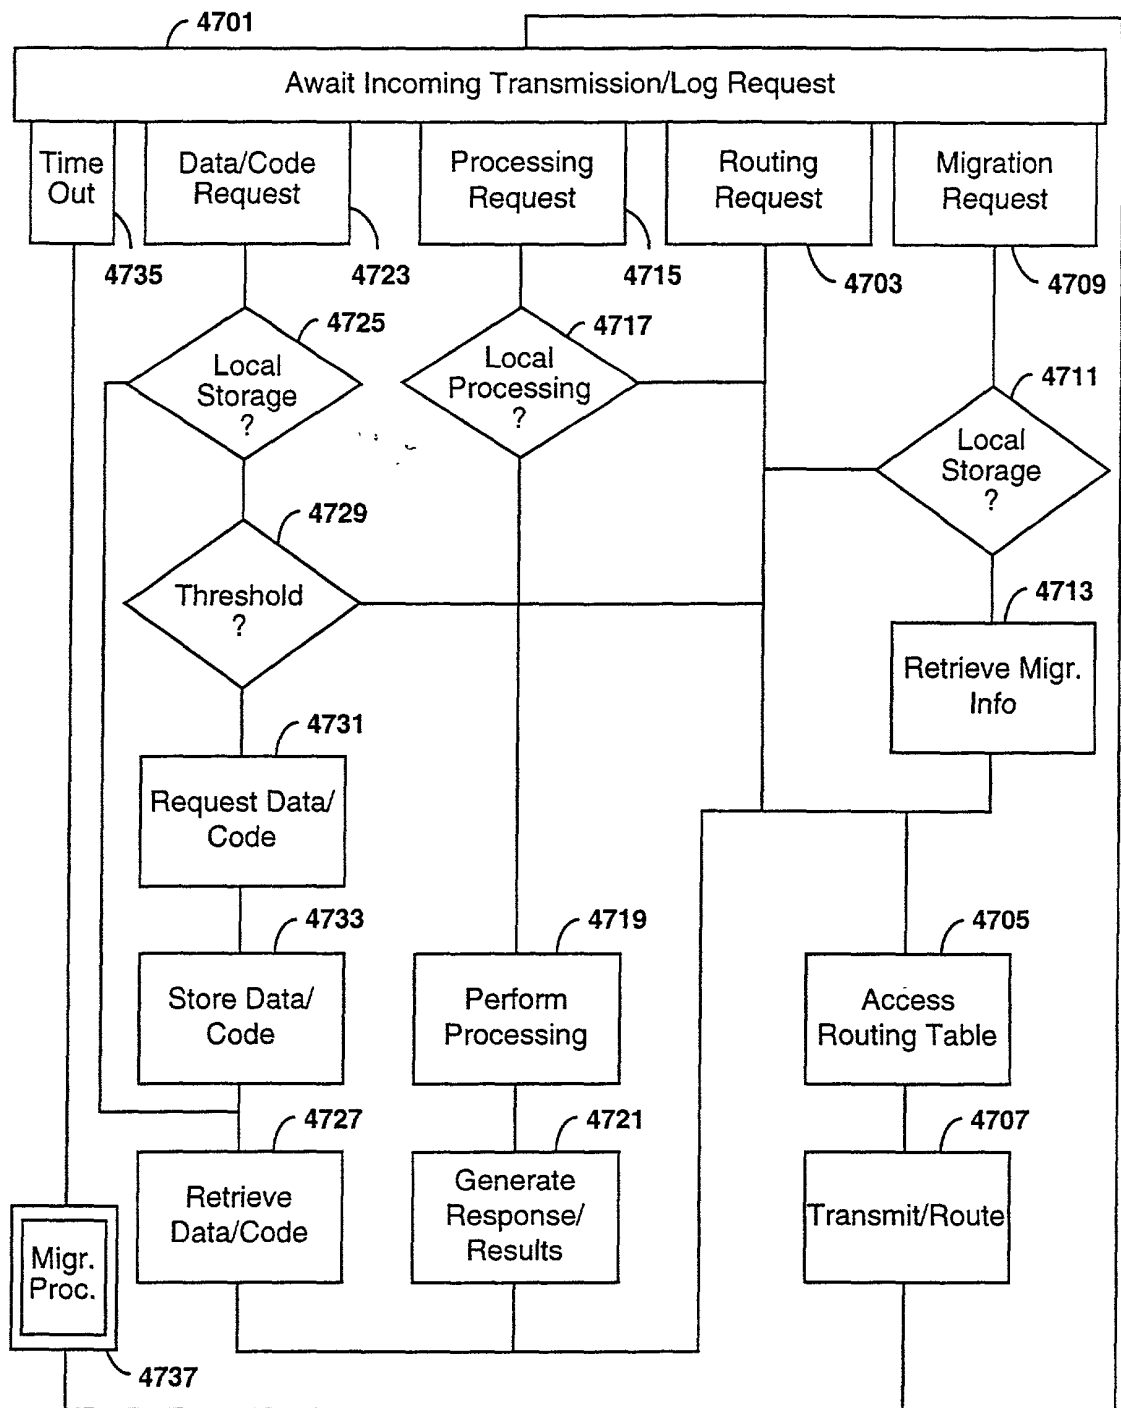 4701
Await Incoming Transmission/Log Request
Time
Out
Data/Code
Request
Processing
Request
Routing
Request
Migration
Request
4735
4723
4715
4703
4709
4725
Local
Storage
?
4717
Local
Processing
?
4711
Local
Storage
?
4729
Threshold
?
4713
Retrieve Migr.
Info
4731
Request Data/
Code
4733
Store Data/
Code
4719
Perform
Processing
4705
Access
Routing Table
4727
Retrieve
Data/Code
4721
Generate
Response/
Results
4707
Transmit/Route
Migr.
Proc.
4737